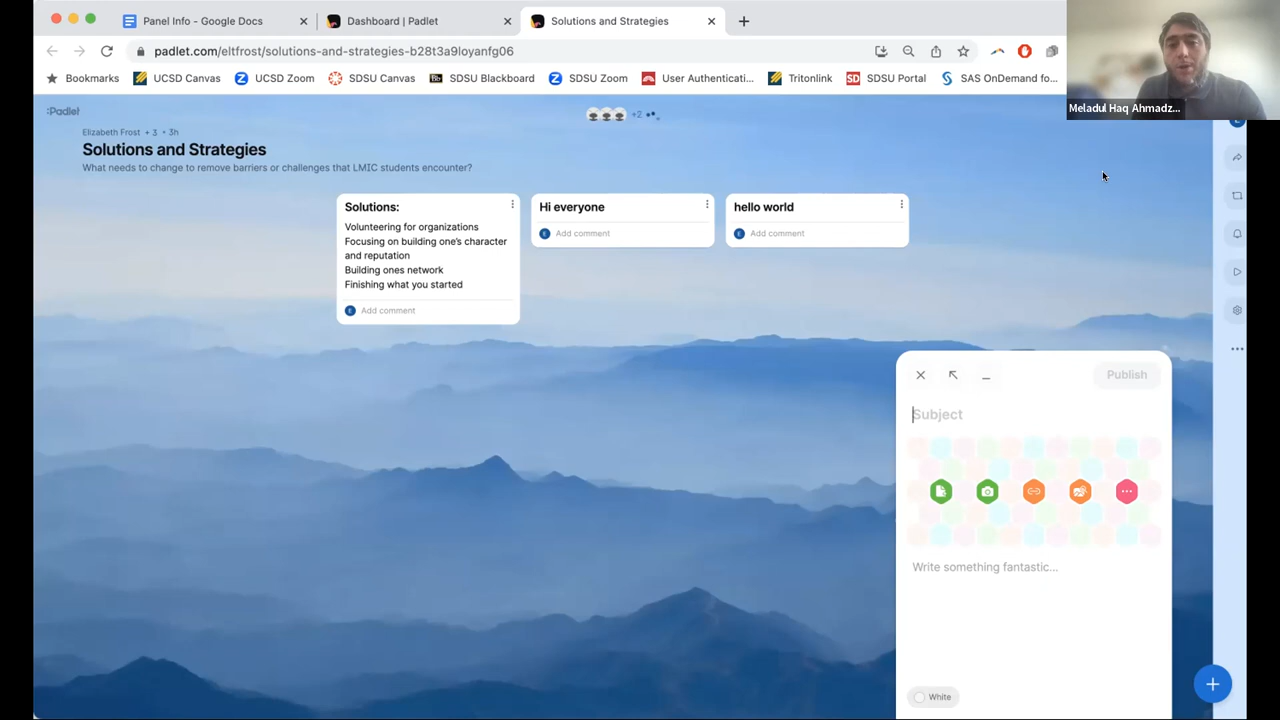 Panel Info - Google Docs
Dashboard | Padlet
Solutions and Strategies
padlet.com/eltfrost/solutions-and-strategies-b28t3a9loyanfg06
Bookmarks
UCSD Canvas
UCSD Zoom
SDSU Canvas
Bb
SDSU Blackboard
SDSU Zoom
User Authenticati...
Tritonlink
SD
SDSU Portal
SAS OnDemand fo...
Meladul Haq Ahmadz...
:Padlet
+2
Elizabeth Frost + 3 • 3h
Solutions and Strategies
What needs to change to remove barriers or challenges that LMIC students encounter?
Solutions:
Volunteering for organizations
Focusing on building one's character
and reputation
Building ones network
Finishing what you started
E
Add comment
Hi everyone
E
Add comment
hello world
E
Add comment
Publish
Subject
Write something fantastic...
White